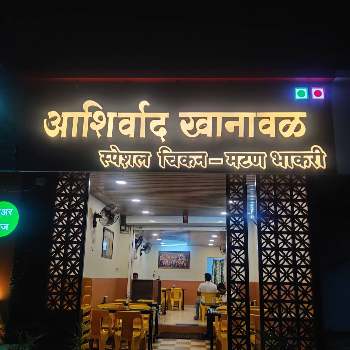 आशिर्वाद खानावळ
स्पेशल चिकन – मटण भाकरी